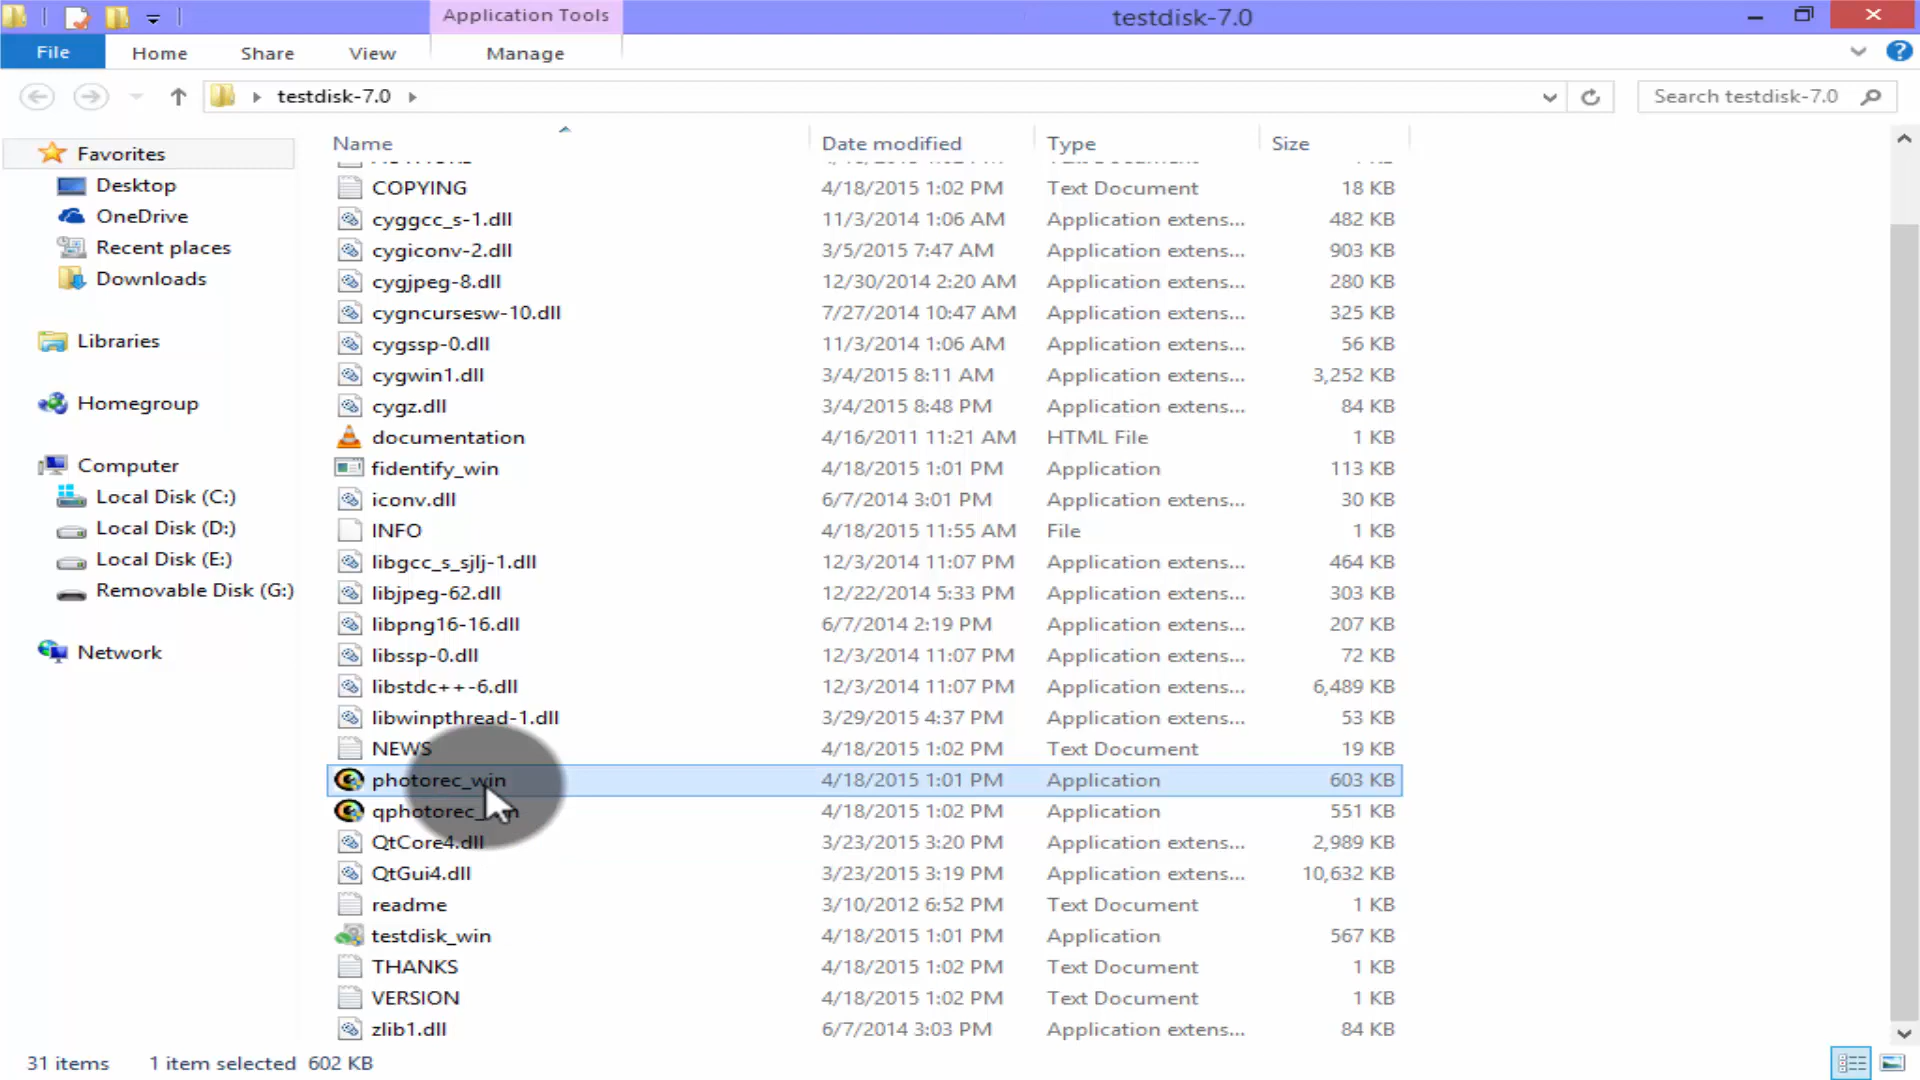 Application Tools
testdisk-7.0
File Home Share View Manage
testdisk-7.0
Search testdisk-7.0
Favorites
Desktop
OneDrive
Recent places
Downloads
Libraries
Homegroup
Computer
Local Disk (C:)
Local Disk (D:)
Local Disk (E:)
Removable Disk (G:)
Network
Name Date modified Type Size
COPYING 4/18/2015 1:02 PM Text Document 18 KB
cyggcc_s-1.dll 11/3/2014 1:06 AM Application extens... 482 KB
cygiconv-2.dll 3/5/2015 7:47 AM Application extens... 903 KB
cygjpeg-8.dll 12/30/2014 2:20 AM Application extens... 280 KB
cygncursesw-10.dll 7/27/2014 10:47 AM Application extens... 325 KB
cygssp-0.dll 11/3/2014 1:06 AM Application extens... 56 KB
cygwin1.dll 3/4/2015 8:11 AM Application extens... 3,252 KB
cygz.dll 3/4/2015 8:48 PM Application extens... 84 KB
documentation 4/16/2011 11:21 AM HTML File 1 KB
fidentify_win 4/18/2015 1:01 PM Application 113 KB
iconv.dll 6/7/2014 3:01 PM Application extens... 30 KB
INFO 4/18/2015 11:55 AM File 1 KB
libgcc_s_sjlj-1.dll 12/3/2014 11:07 PM Application extens... 464 KB
libjpeg-62.dll 12/22/2014 5:33 PM Application extens... 303 KB
libpng16-16.dll 6/7/2014 2:19 PM Application extens... 207 KB
libssp-0.dll 12/3/2014 11:07 PM Application extens... 72 KB
libstdc++-6.dll 12/3/2014 11:07 PM Application extens... 6,489 KB
libwinpthread-1.dll 3/29/2015 4:37 PM Application extens... 53 KB
NEWS 4/18/2015 1:02 PM Text Document 19 KB
photorec_win 4/18/2015 1:01 PM Application 603 KB
qphotorec_win 4/18/2015 1:02 PM Application 551 KB
QtCore4.dll 3/23/2015 3:20 PM Application extens... 2,989 KB
QtGui4.dll 3/23/2015 3:19 PM Application extens... 10,632 KB
readme 3/10/2012 6:52 PM Text Document 1 KB
testdisk_win 4/18/2015 1:01 PM Application 567 KB
THANKS 4/18/2015 1:02 PM Text Document 1 KB
VERSION 4/18/2015 1:02 PM Text Document 1 KB
zlib1.dll 6/7/2014 3:03 PM Application extens... 84 KB
31 items 1 item selected 602 KB